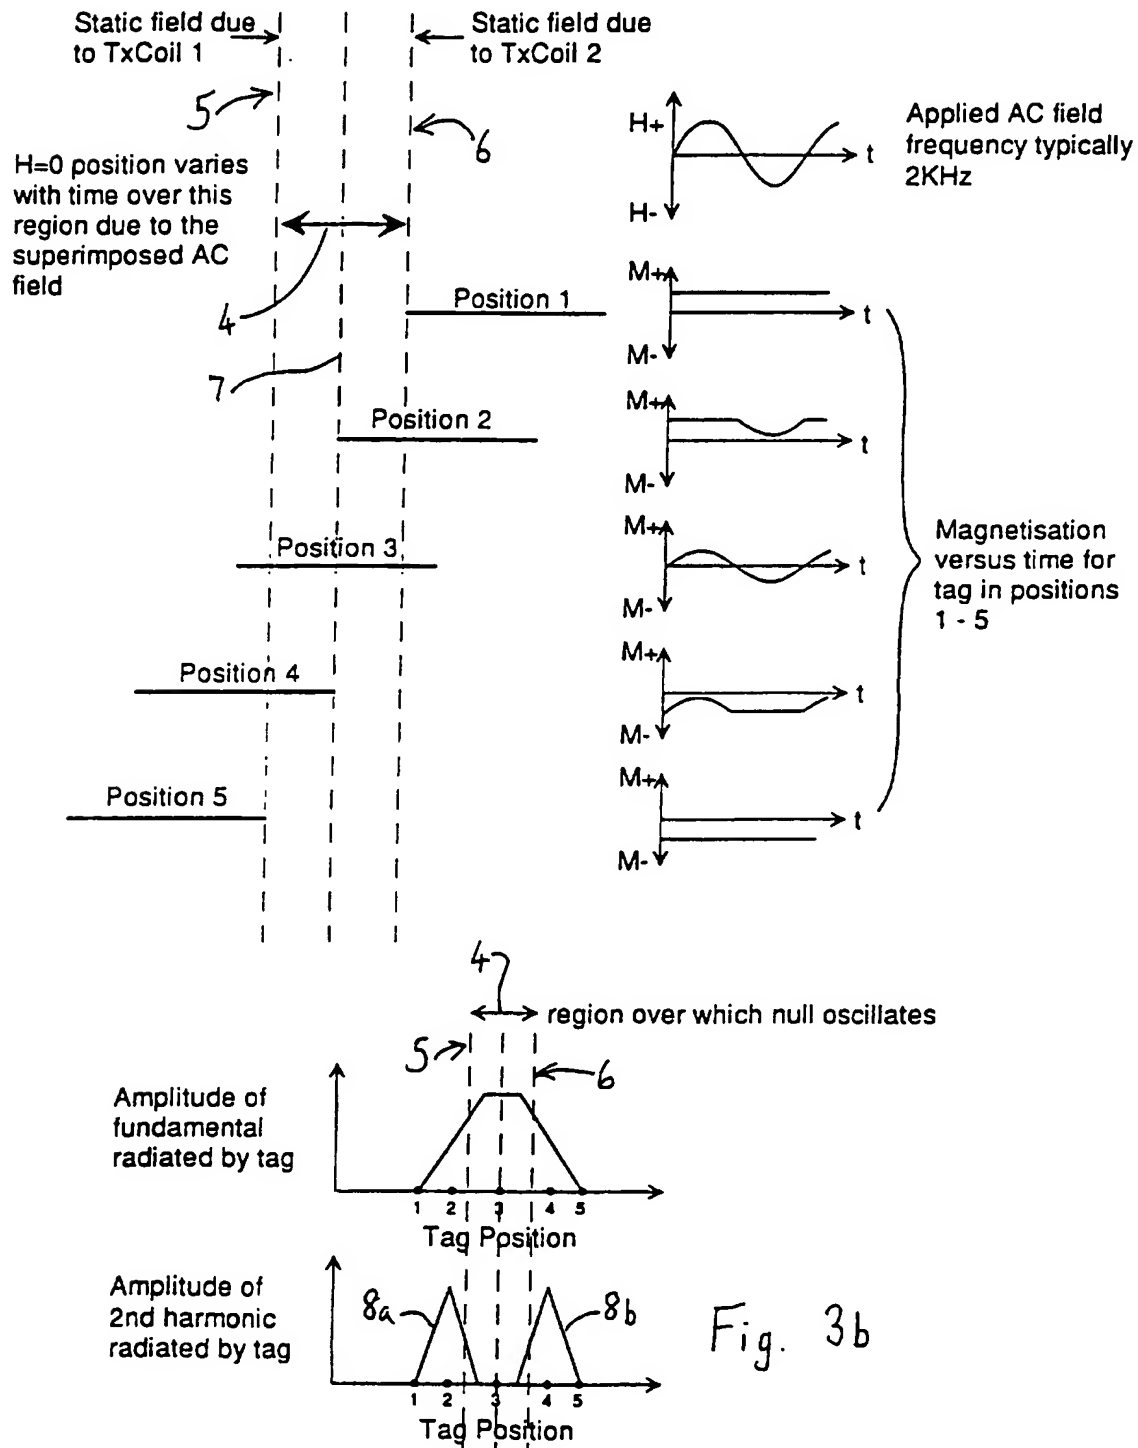 Static field due
to TxCoil 1
Static field due
to TxCoil 2
5
6
H=0 position varies
with time over this
region due to the
superimposed AC
field
4
7
H+
H-
t
Applied AC field
frequency typically
2KHz
Position 1
M+
M-
t
Position 2
M+
M-
t
Position 3
M+
M-
t
Position 4
M+
M-
t
Position 5
M+
M-
t
Magnetisation
versus time for
tag in positions
1 - 5
4
region over which null oscillates
5
6
Amplitude of
fundamental
radiated by tag
1 2 3 4 5
Tag Position
Amplitude of
2nd harmonic
radiated by tag
8a
8b
1 2 3 4 5
Tag Position
Fig. 3b